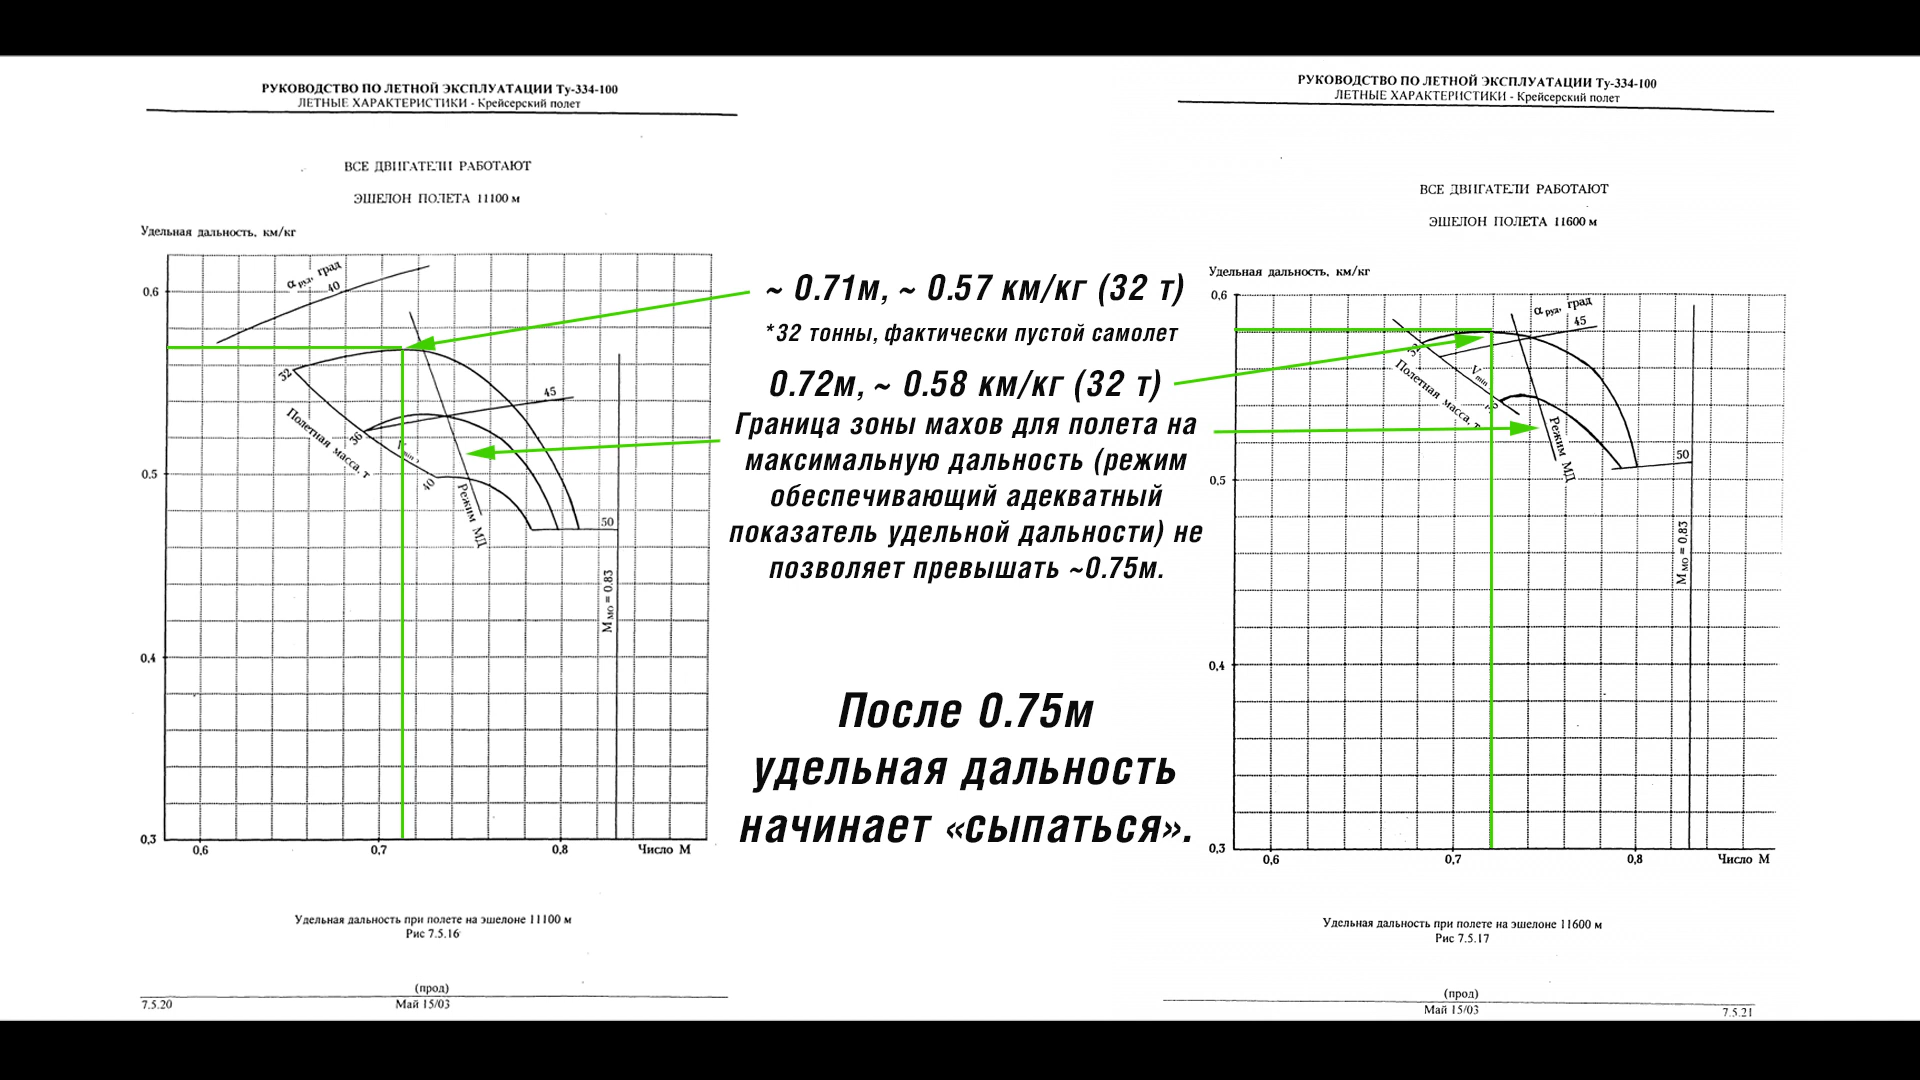 РУКОВОДСТВО ПО ЛЕТНОЙ ЭКСПЛУАТАЦИИ Ту-334-100
ЛЕТНЫЕ ХАРАКТЕРИСТИКИ - Крейсерский полет
ВСЕ ДВИГАТЕЛИ РАБОТАЮТ
ЭШЕЛОН ПОЛЕТА 11100 м
Удельная дальность, км/кг
α руд, град
40
0,6
32
45
36
Полетная масса, т
V min
0,5
40
Режим МД
50
M мо = 0.83
0,4
0,3
0,6
0,7
0,8
Число М
Удельная дальность при полете на эшелоне 11100 м
Рис 7.5.16
(прод)
7.5.20
Май 15/03
~ 0.71м, ~ 0.57 км/кг (32 т)
*32 тонны, фактически пустой самолет
0.72м, ~ 0.58 км/кг (32 т)
Граница зоны махов для полета на
максимальную дальность (режим
обеспечивающий адекватный
показатель удельной дальности) не
позволяет превышать ~0.75м.
После 0.75м
удельная дальность
начинает «сыпаться».
РУКОВОДСТВО ПО ЛЕТНОЙ ЭКСПЛУАТАЦИИ Ту-334-100
ЛЕТНЫЕ ХАРАКТЕРИСТИКИ - Крейсерский полет
ВСЕ ДВИГАТЕЛИ РАБОТАЮТ
ЭШЕЛОН ПОЛЕТА 11600 м
Удельная дальность, км/кг
0,6
α руд, град
45
32
V min
Полетная масса, т
Режим МД
50
0,5
M мо = 0.83
0,4
0,3
0,6
0,7
0,8
Число М
Удельная дальность при полете на эшелоне 11600 м
Рис 7.5.17
(прод)
Май 15/03
7.5.21